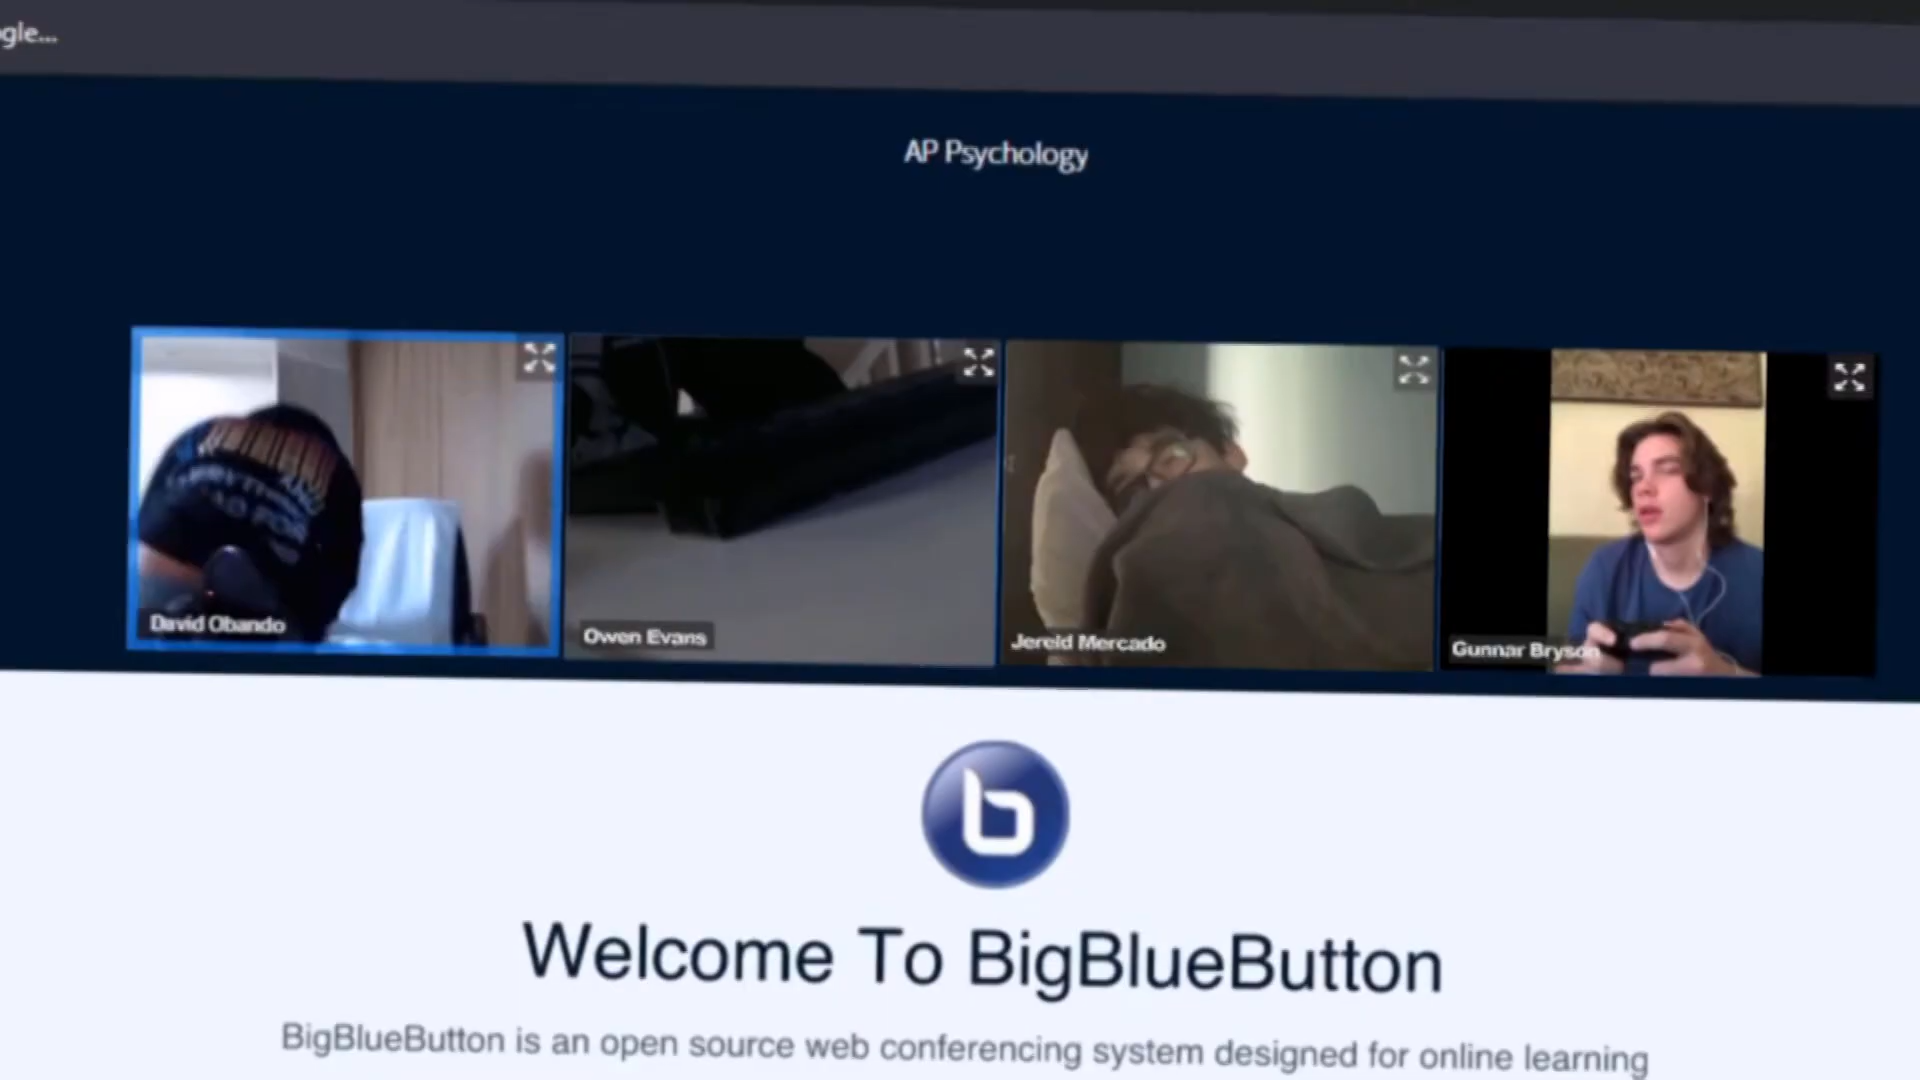 gle...
AP Psychology
David Obando
Owen Evans
Jereld Mercado
Gunnar Bryson
Welcome To BigBlueButton
BigBlueButton is an open source web conferencing system designed for online learning